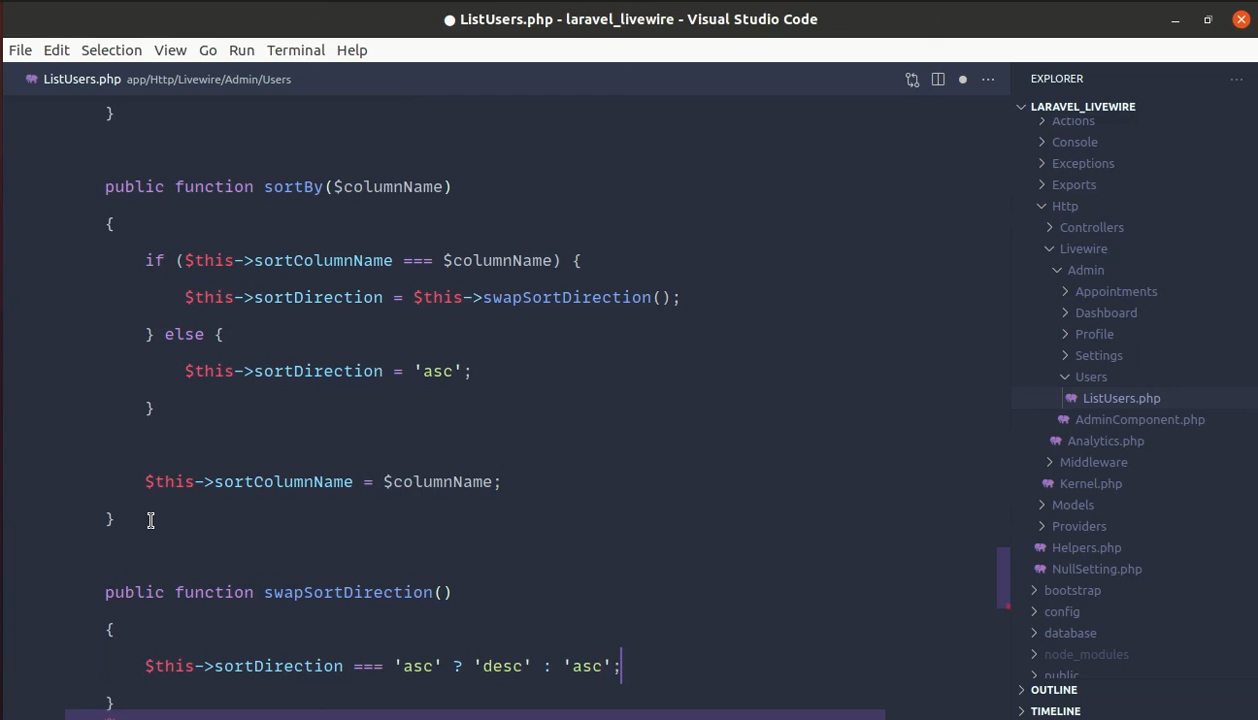 ● ListUsers.php - laravel_livewire - Visual Studio Code
File Edit Selection View Go Run Terminal Help
ListUsers.php app/Http/Livewire/Admin/Users
}
public function sortBy($columnName)
{
if ($this->sortColumnName === $columnName) {
$this->sortDirection = $this->swapSortDirection();
} else {
$this->sortDirection = 'asc';
}
$this->sortColumnName = $columnName;
}
public function swapSortDirection()
{
$this->sortDirection === 'asc' ? 'desc' : 'asc';
}
EXPLORER
LARAVEL_LIVEWIRE
Actions
Console
Exceptions
Exports
Http
Controllers
Livewire
Admin
Appointments
Dashboard
Profile
Settings
Users
ListUsers.php
AdminComponent.php
Analytics.php
Middleware
Kernel.php
Models
Providers
Helpers.php
NullSetting.php
bootstrap
config
database
node_modules
public
OUTLINE
TIMELINE